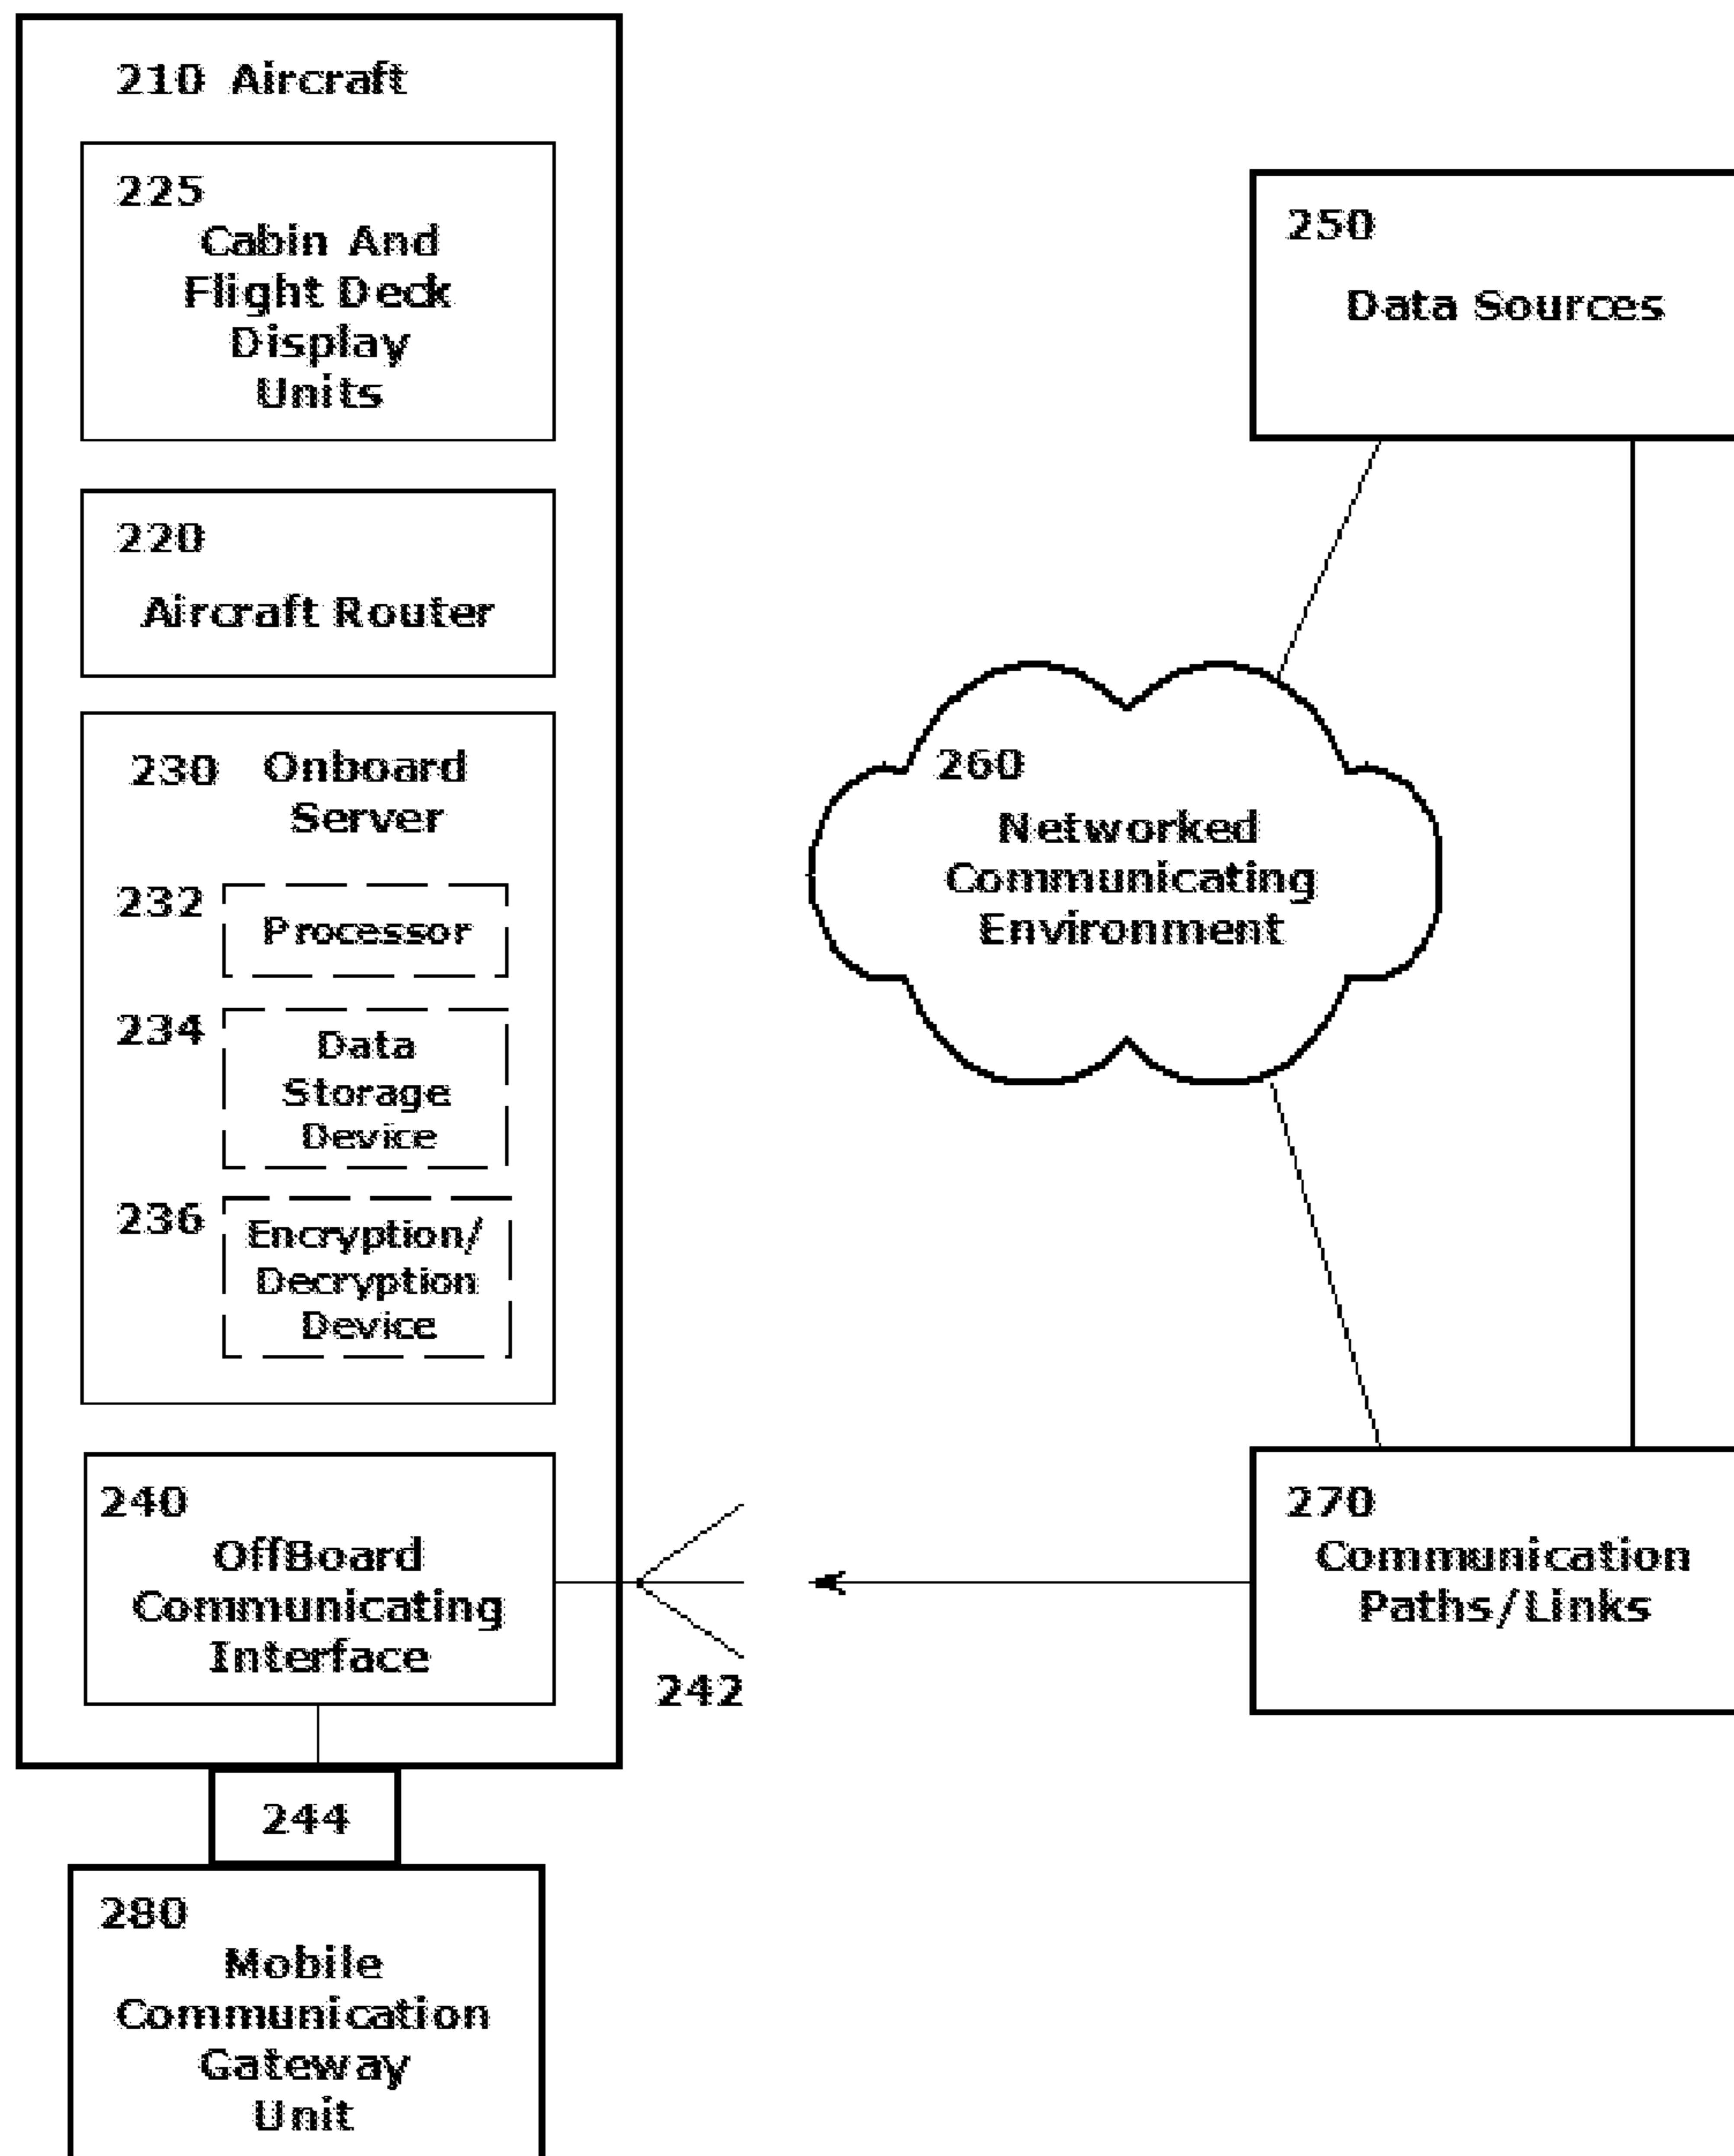 210 Aircraft
225
Cabin And
Flight Deck
Display
Units
220
Aircraft Router
230 Onboard
Server
232
Processor
234
Data
Storage
Device
236
Encryption/
Decryption
Device
240
OffBoard
Communicating
Interface
242
244
280
Mobile
Communication
Gateway
Unit
250
Data Sources
260
Networked
Communicating
Environment
270
Communication
Paths/Links